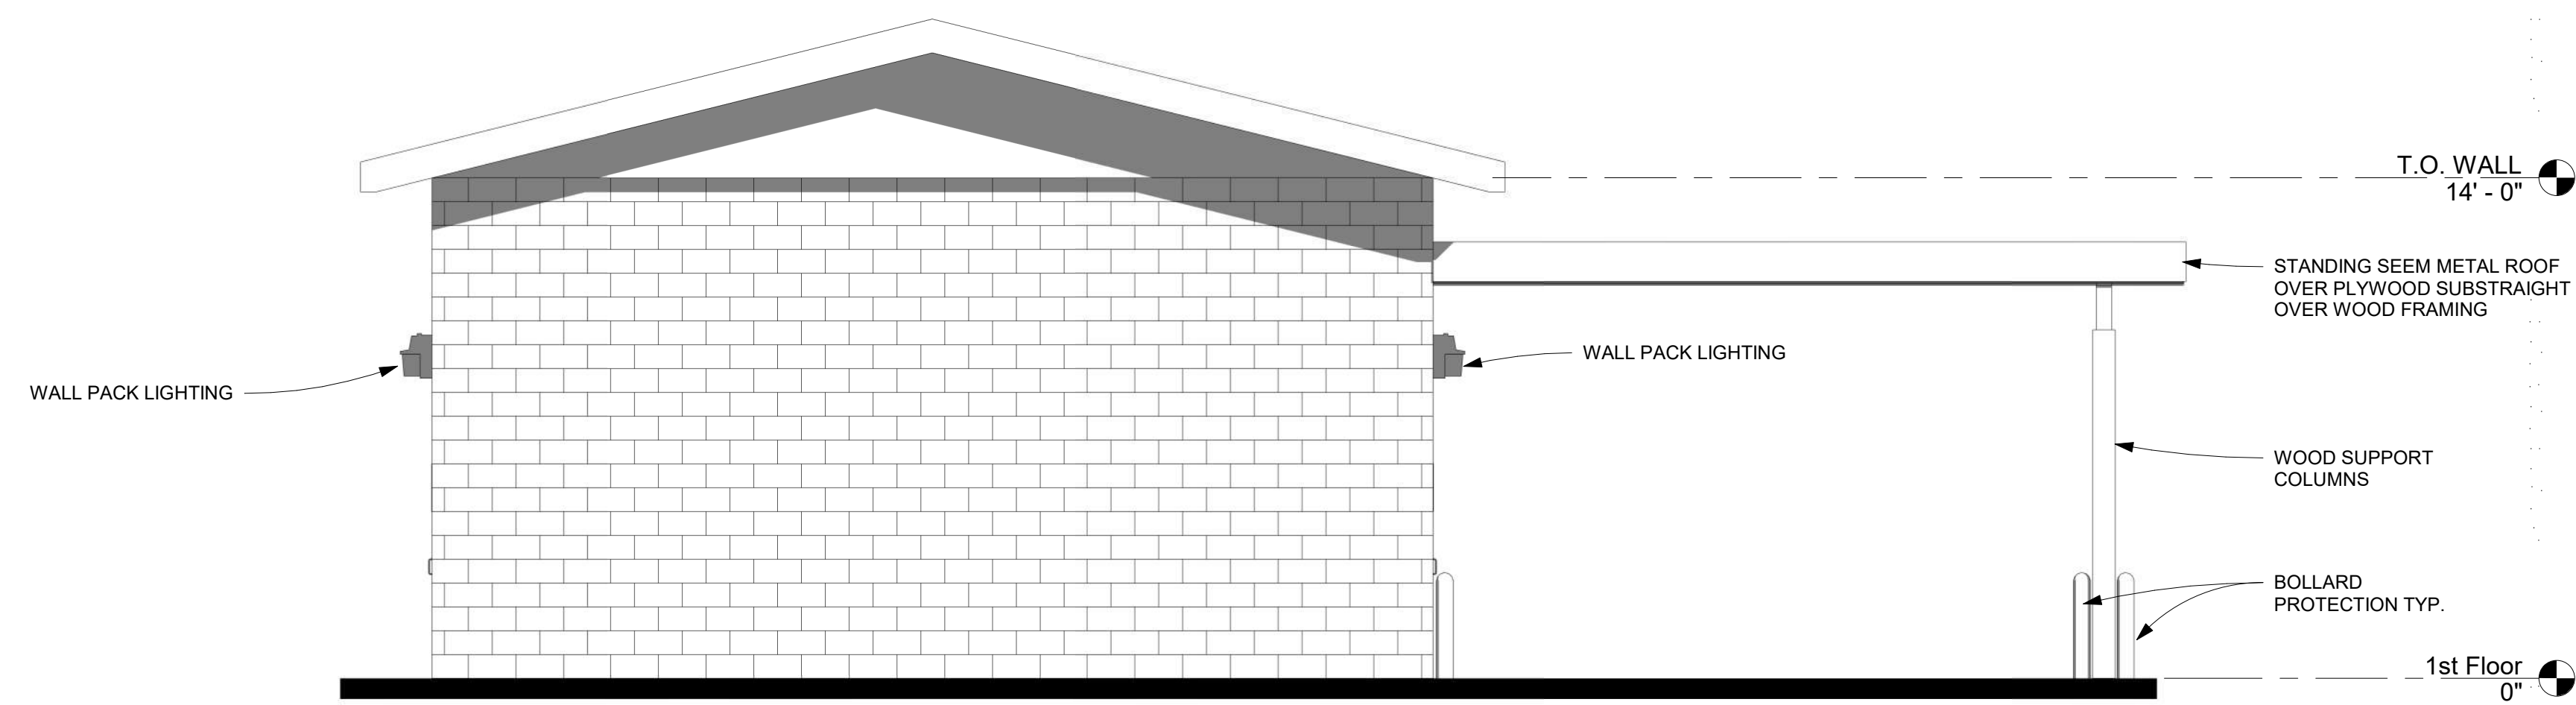 T.O. WALL
14' - 0"
STANDING SEEM METAL ROOF
OVER PLYWOOD SUBSTRAIGHT
OVER WOOD FRAMING
WALL PACK LIGHTING
WALL PACK LIGHTING
WOOD SUPPORT
COLUMNS
BOLLARD
PROTECTION TYP.
1st Floor
0"